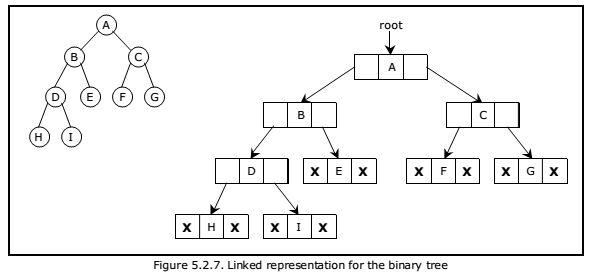 A
B C
D E F G
H I
root
A
B C
D X E X X F X X G X
X H X X I X
Figure 5.2.7. Linked representation for the binary tree